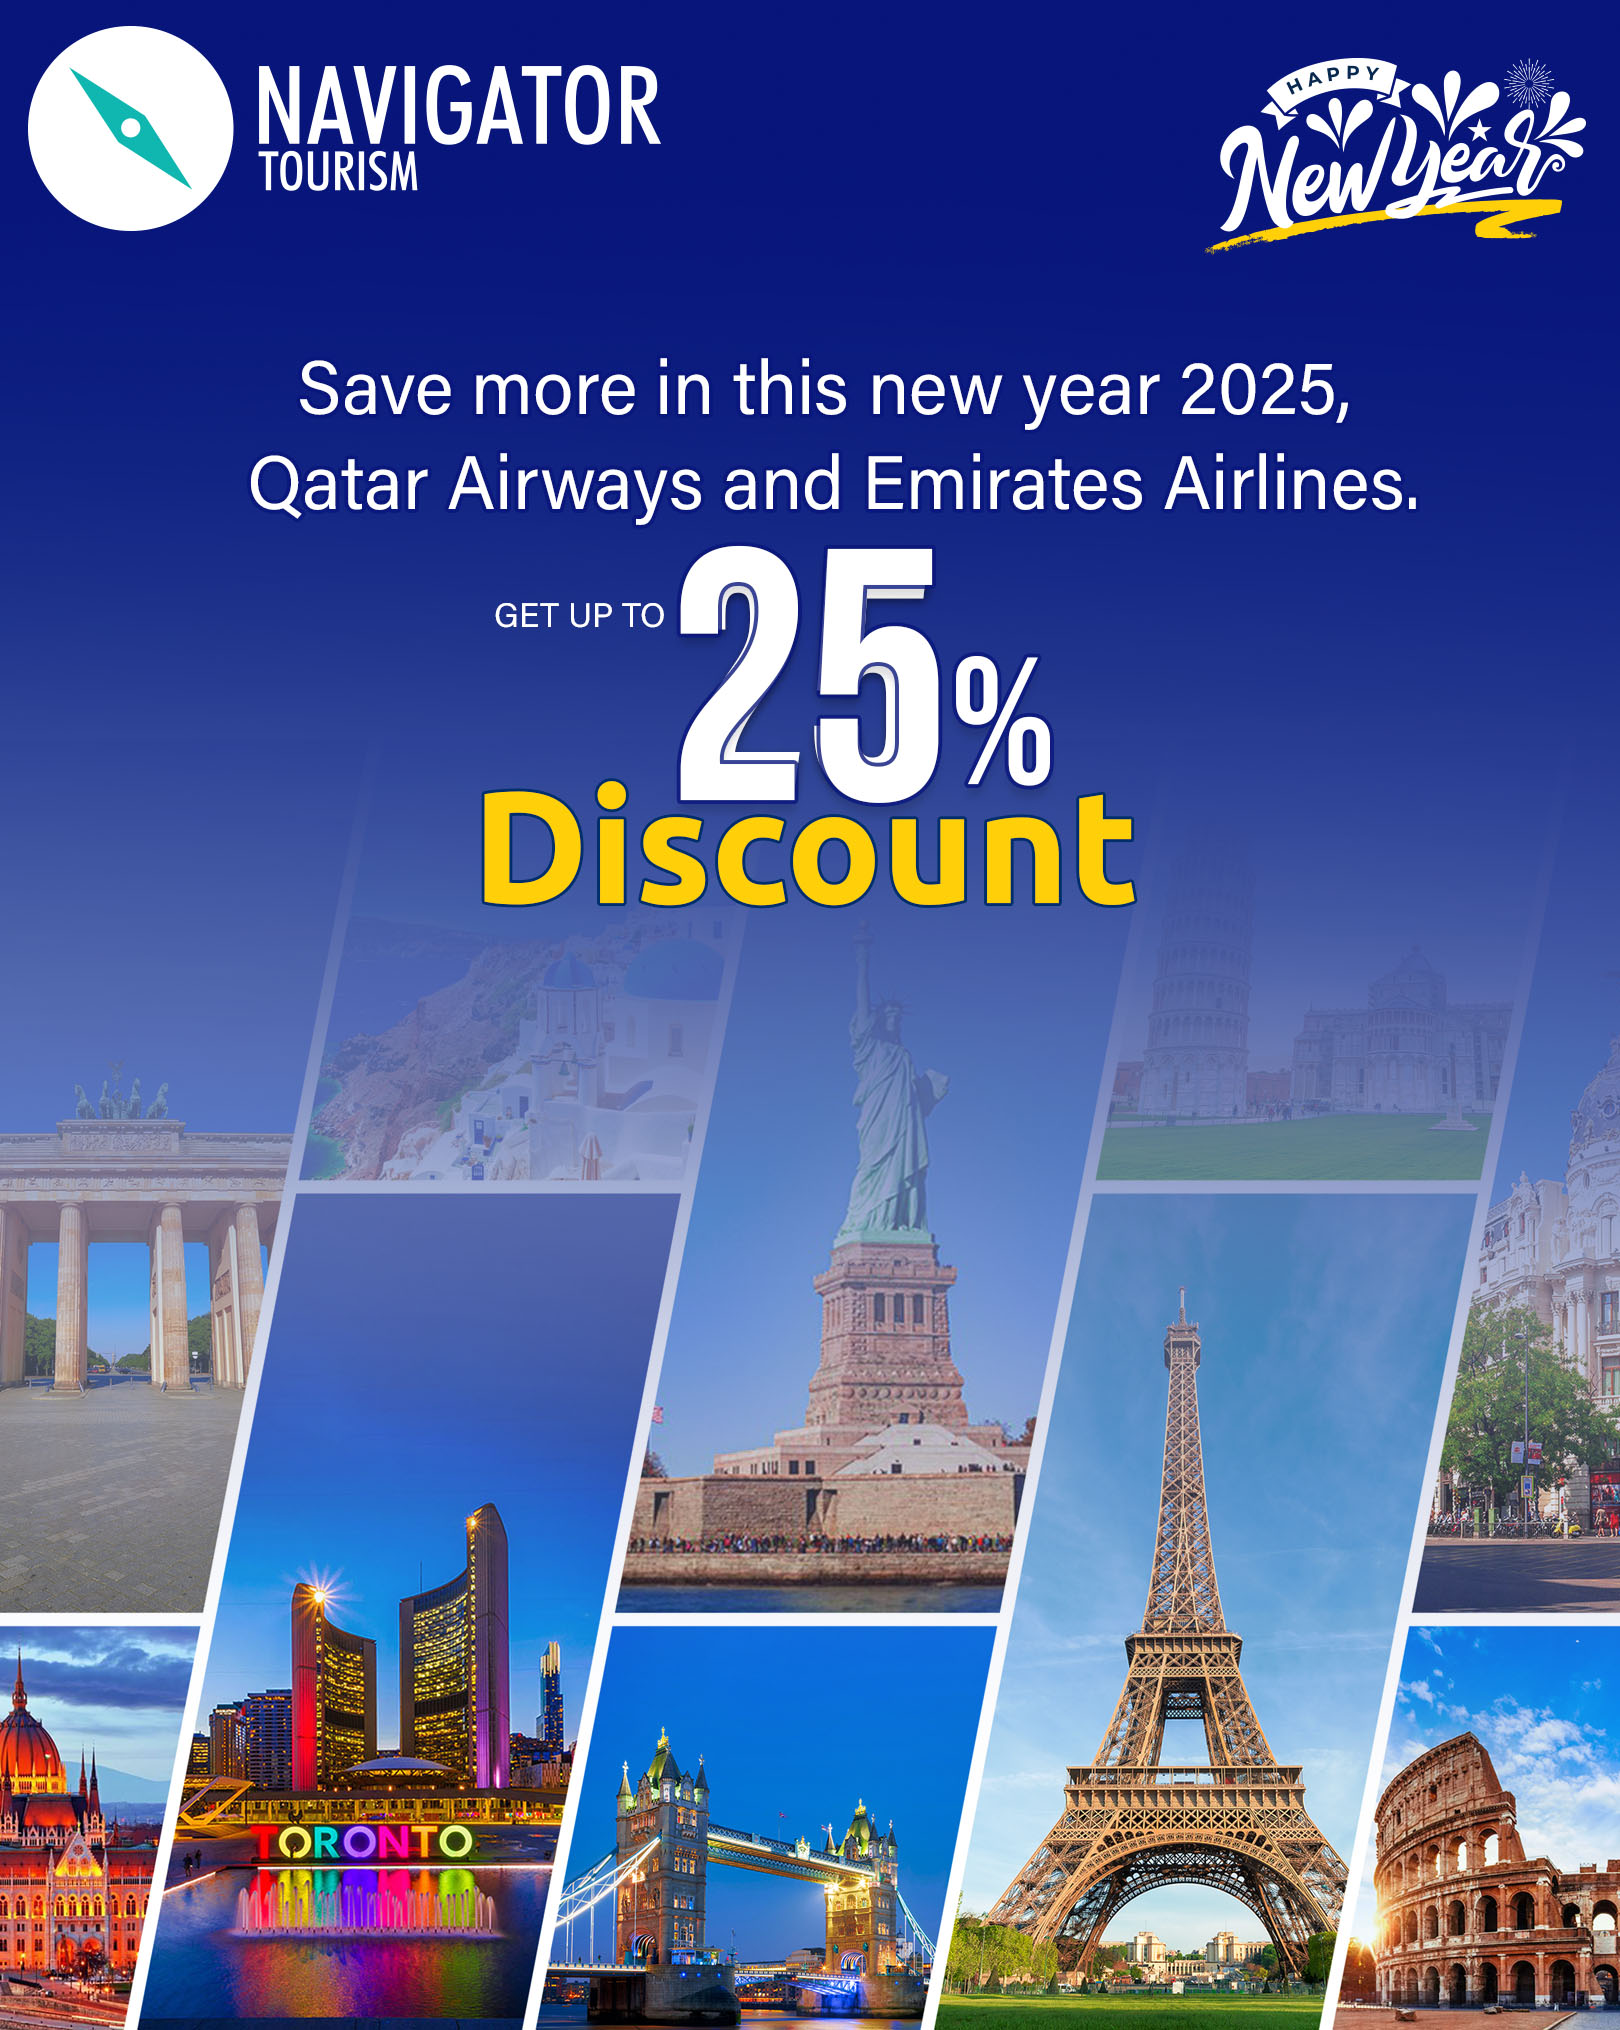 NAVIGATOR
TOURISM
HAPPY
New Year
Save more in this new year 2025,
Qatar Airways and Emirates Airlines.
GET UP TO
25%
Discount
TORONTO